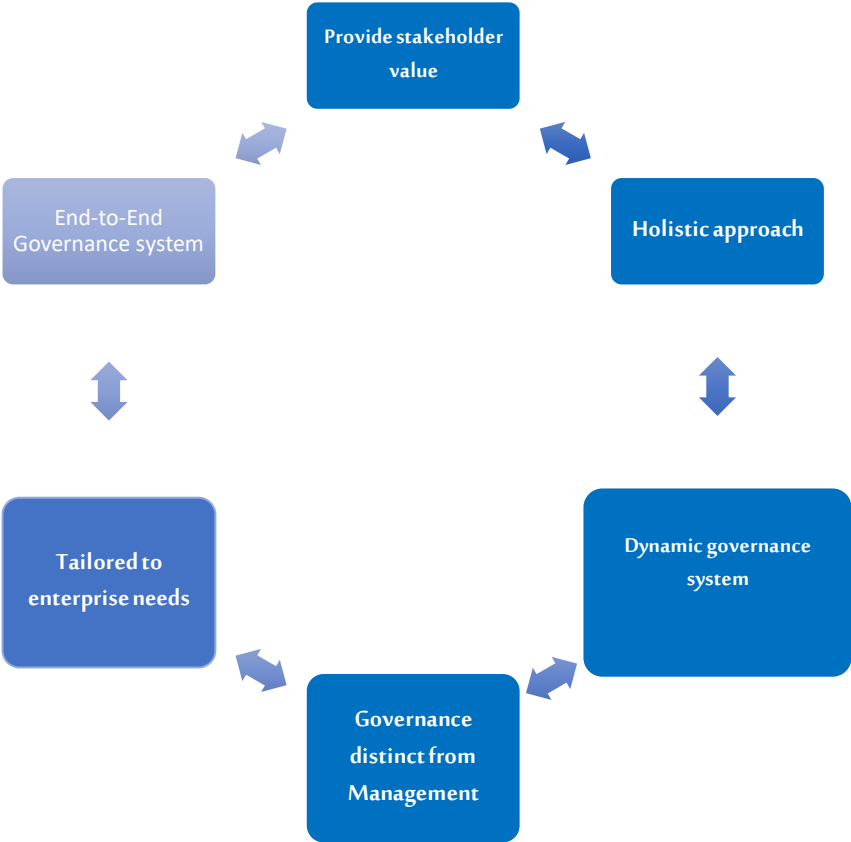 Provide stakeholder
value
End-to-End
Governance system
Holistic approach
Tailored to
enterprise needs
Dynamic governance
system
Governance
distinct from
Management